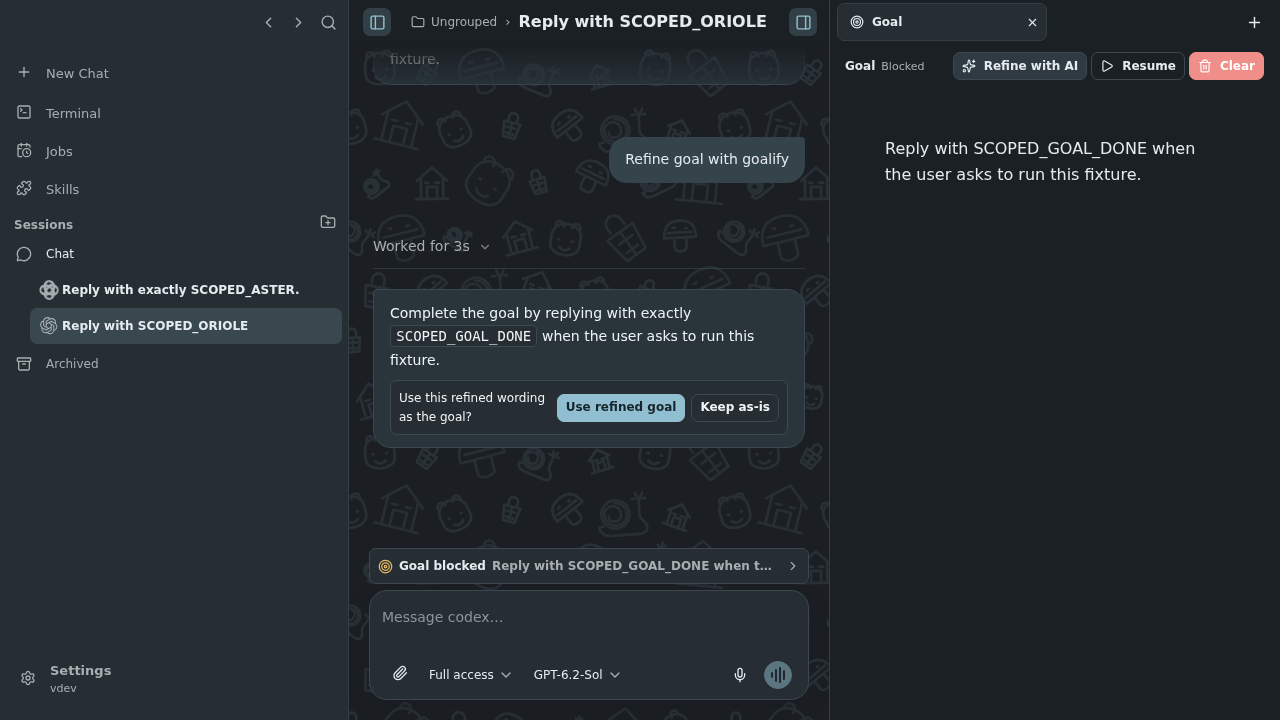 New Chat
Terminal
Jobs
Skills
Sessions
Chat
Reply with exactly SCOPED_ASTER.
Reply with SCOPED_ORIOLE
Archived
Settings
vdev
Ungrouped › Reply with SCOPED_ORIOLE
fixture.
Refine goal with goalify
Worked for 3s
Complete the goal by replying with exactly
SCOPED_GOAL_DONE when the user asks to run this
fixture.
Use this refined wording
as the goal?
Use refined goal
Keep as-is
Goal blocked Reply with SCOPED_GOAL_DONE when t...
Message codex...
Full access
GPT-6.2-Sol
Goal
Goal Blocked
Refine with AI
Resume
Clear
Reply with SCOPED_GOAL_DONE when
the user asks to run this fixture.